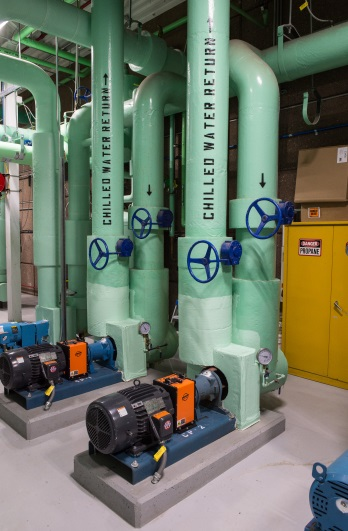 CHILLED WATER RETURN
CHILLED WATER RETURN
DANGER
PROPANE